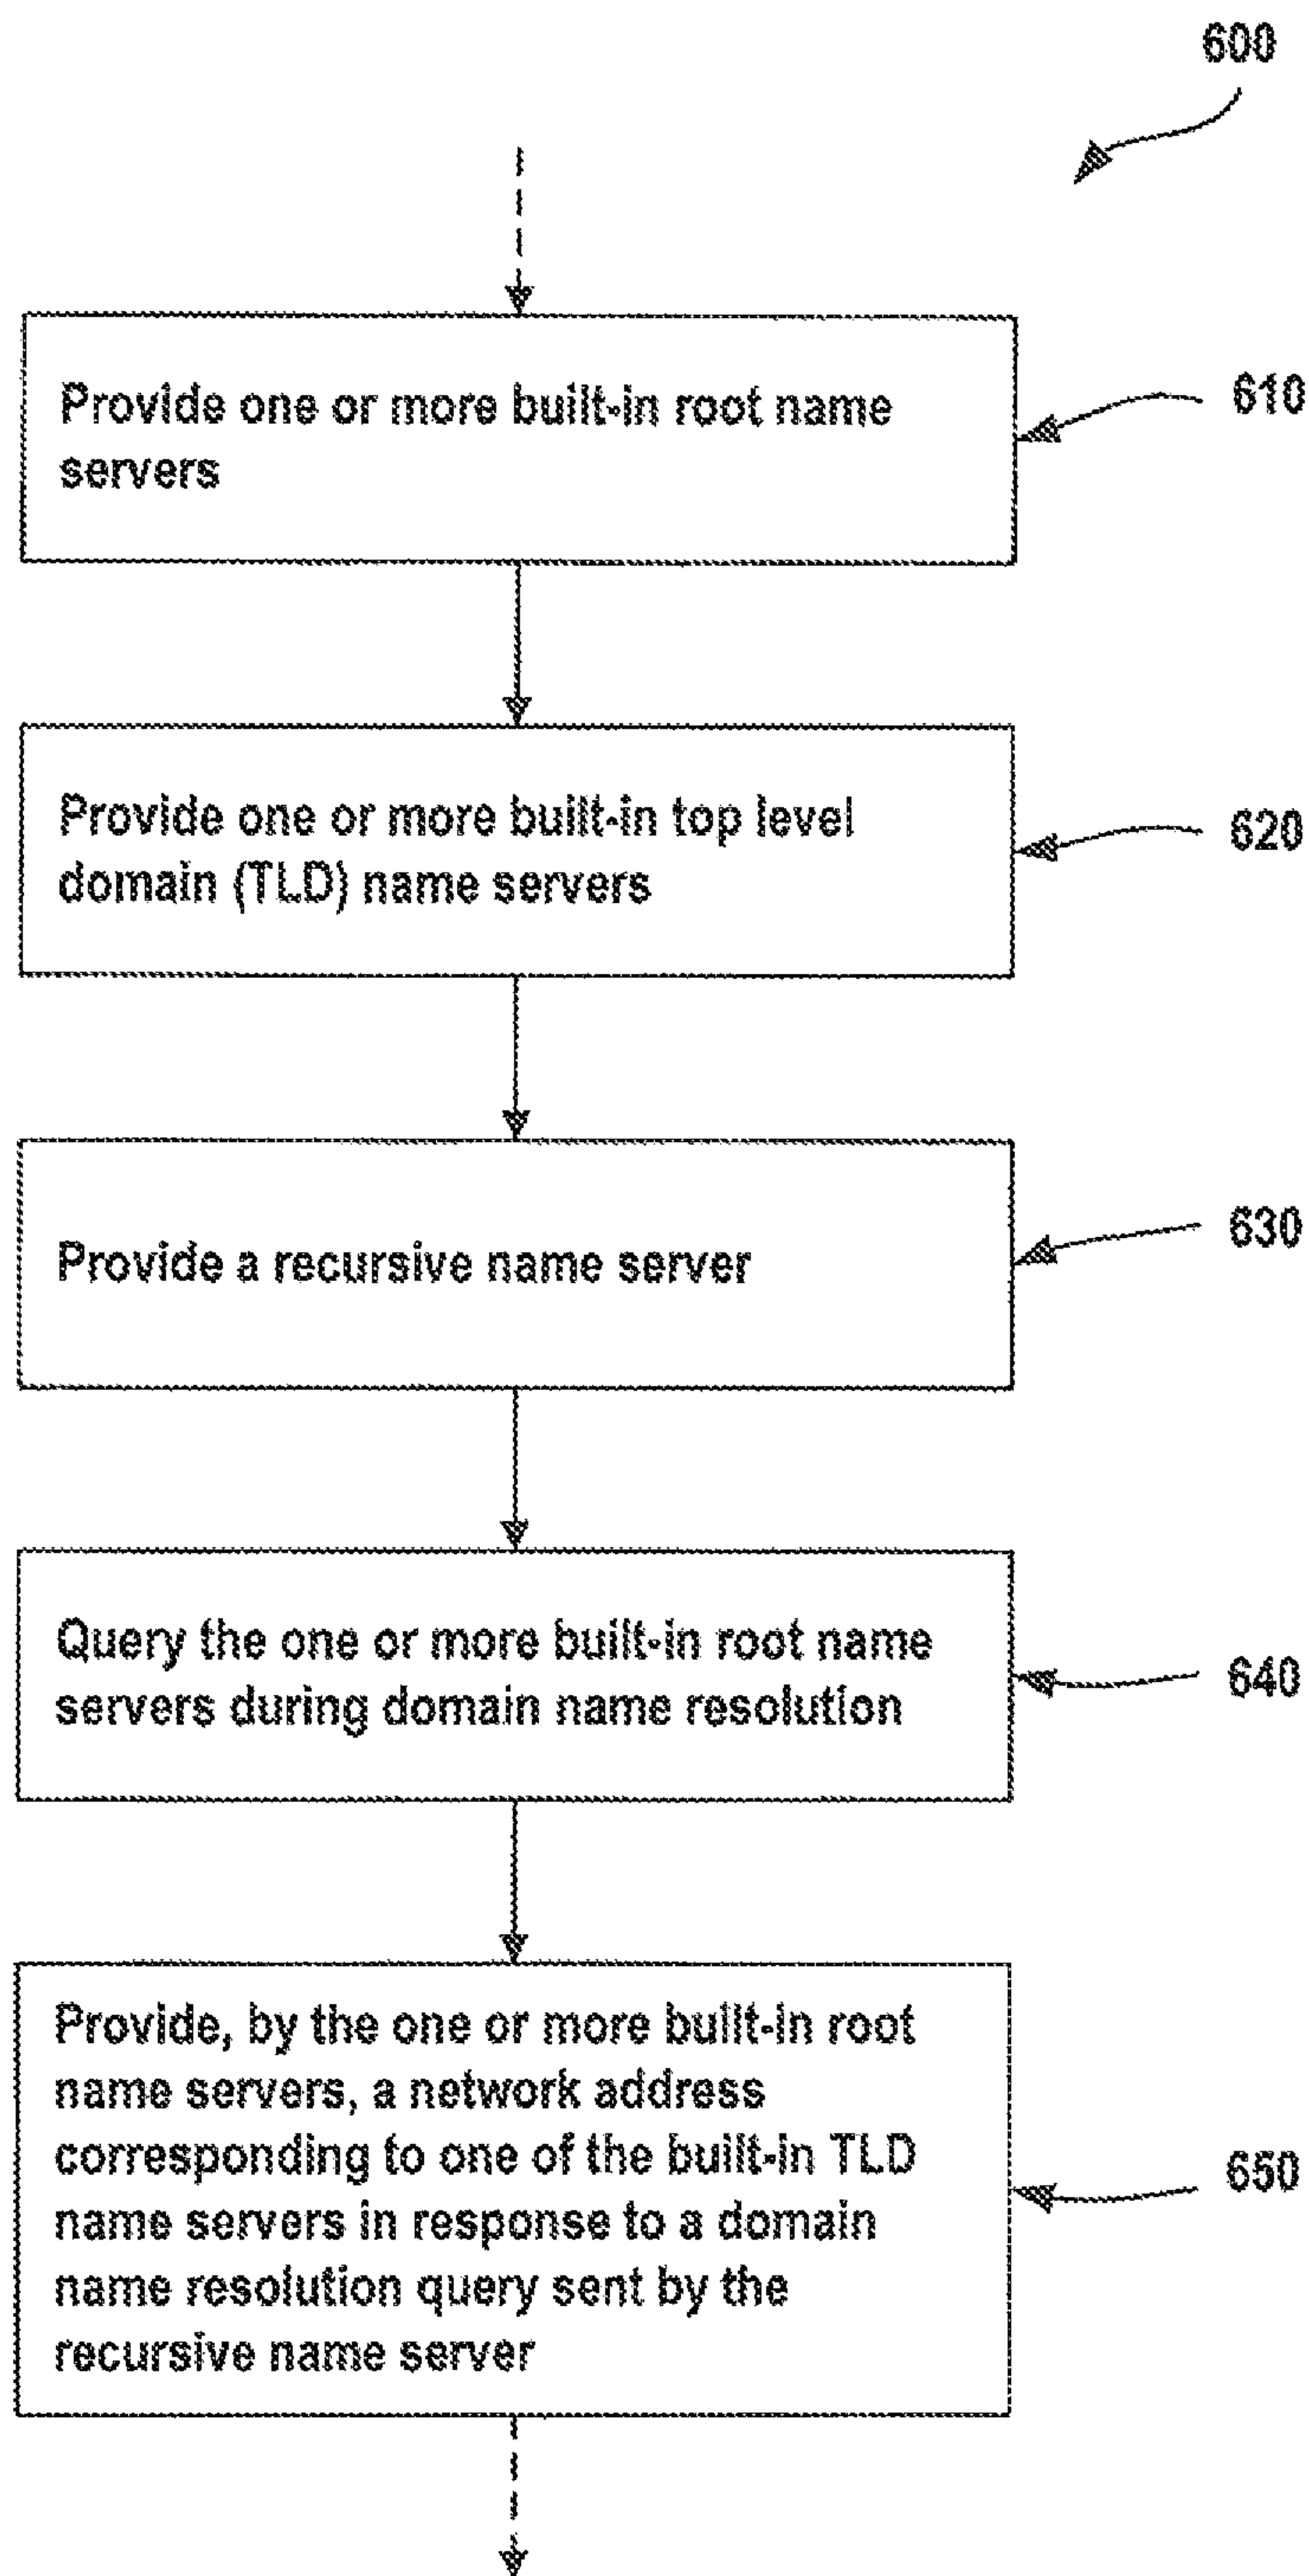 600
Provide one or more built-in root name
servers
610
Provide one or more built-in top level
domain (TLD) name servers
620
Provide a recursive name server
630
Query the one or more built-in root name
servers during domain name resolution
640
Provide, by the one or more built-in root
name servers, a network address
corresponding to one of the built-in TLD
name servers in response to a domain
name resolution query sent by the
recursive name server
650